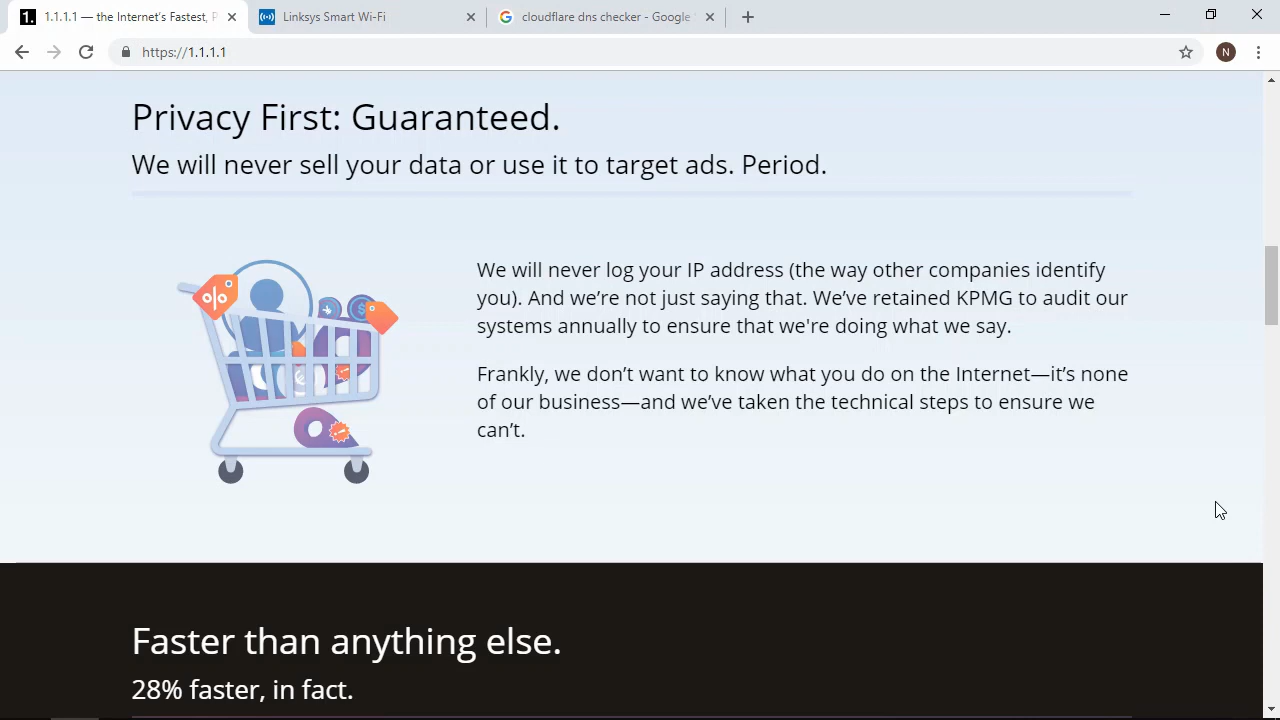 1. 1.1.1.1 — the Internet's Fastest, P
Linksys Smart Wi-Fi
cloudflare dns checker - Google
https://1.1.1.1
N
Privacy First: Guaranteed.
We will never sell your data or use it to target ads. Period.
%
$
We will never log your IP address (the way other companies identify
you). And we’re not just saying that. We’ve retained KPMG to audit our
systems annually to ensure that we're doing what we say.
Frankly, we don’t want to know what you do on the Internet—it’s none
of our business—and we’ve taken the technical steps to ensure we
can’t.
Faster than anything else.
28% faster, in fact.